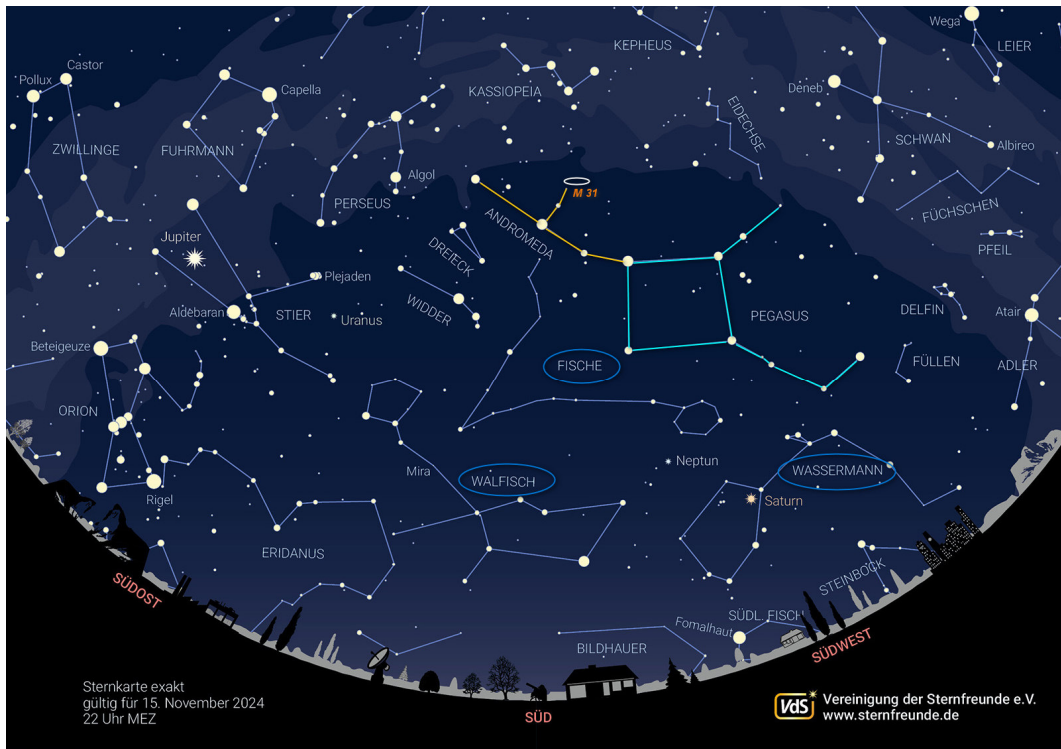 Wega
LEIER
KEPHEUS
Castor
Pollux
Capella
KASSIOPEIA
Deneb
EIDECHSE
SCHWAN
Albireo
ZWILLINGE
FUHRMANN
Algol
PERSEUS
M 31
FÜCHSCHEN
ANDROMEDA
DREIECK
PFEIL
Jupiter
Plejaden
WIDDER
DELFIN
Aldebaran
STIER
Uranus
PEGASUS
Atair
Beteigeuze
FISCHE
FÜLLEN
ADLER
ORION
Mira
Neptun
WALFISCH
WASSERMANN
Rigel
Saturn
ERIDANUS
STEINBOCK
SÜDOST
SÜDL. FISCH
Fomalhaut
SÜDWEST
BILDHAUER
SÜD
Sternkarte exakt
gültig für 15. November 2024
22 Uhr MEZ
VdS
Vereinigung der Sternfreunde e.V.
www.sternfreunde.de